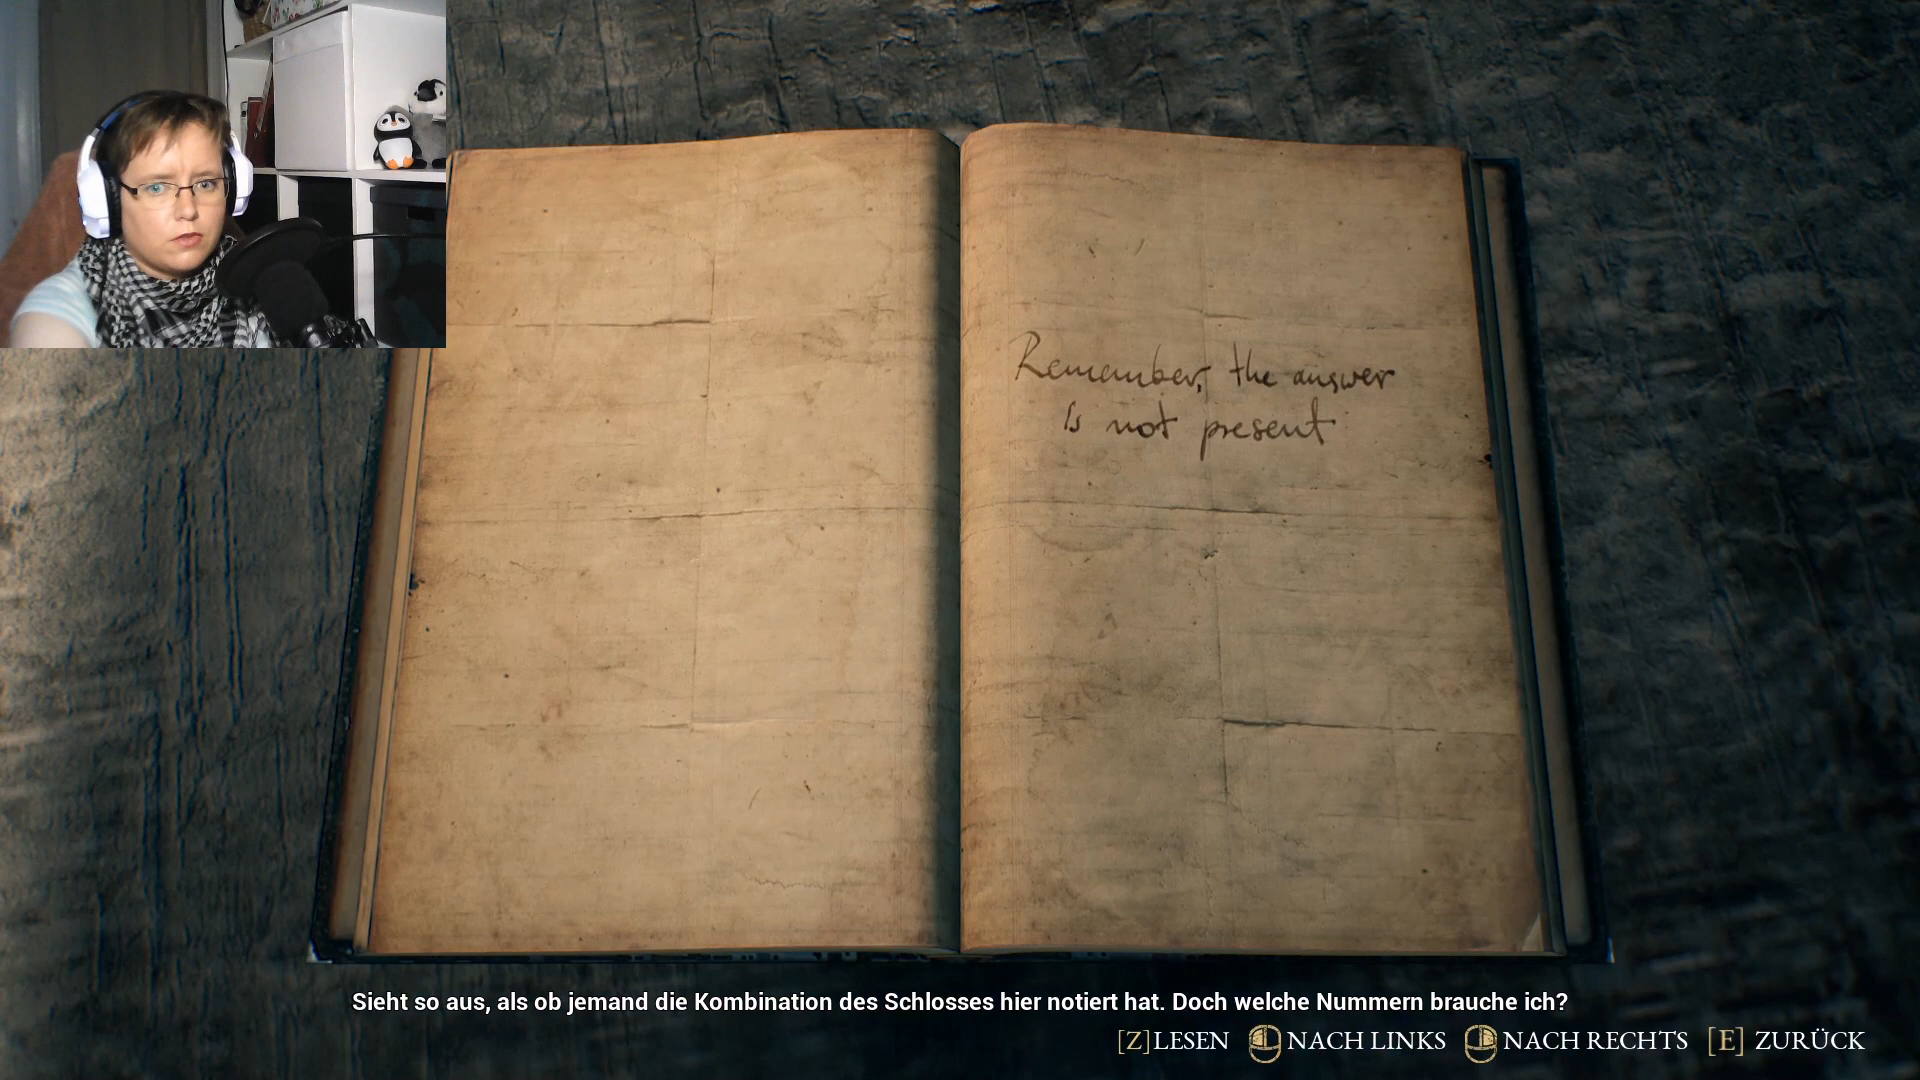 Remember, the answer
is not present
Sieht so aus, als ob jemand die Kombination des Schlosses hier notiert hat. Doch welche Nummern brauche ich?
[Z] LESEN NACH LINKS NACH RECHTS [E] ZURÜCK